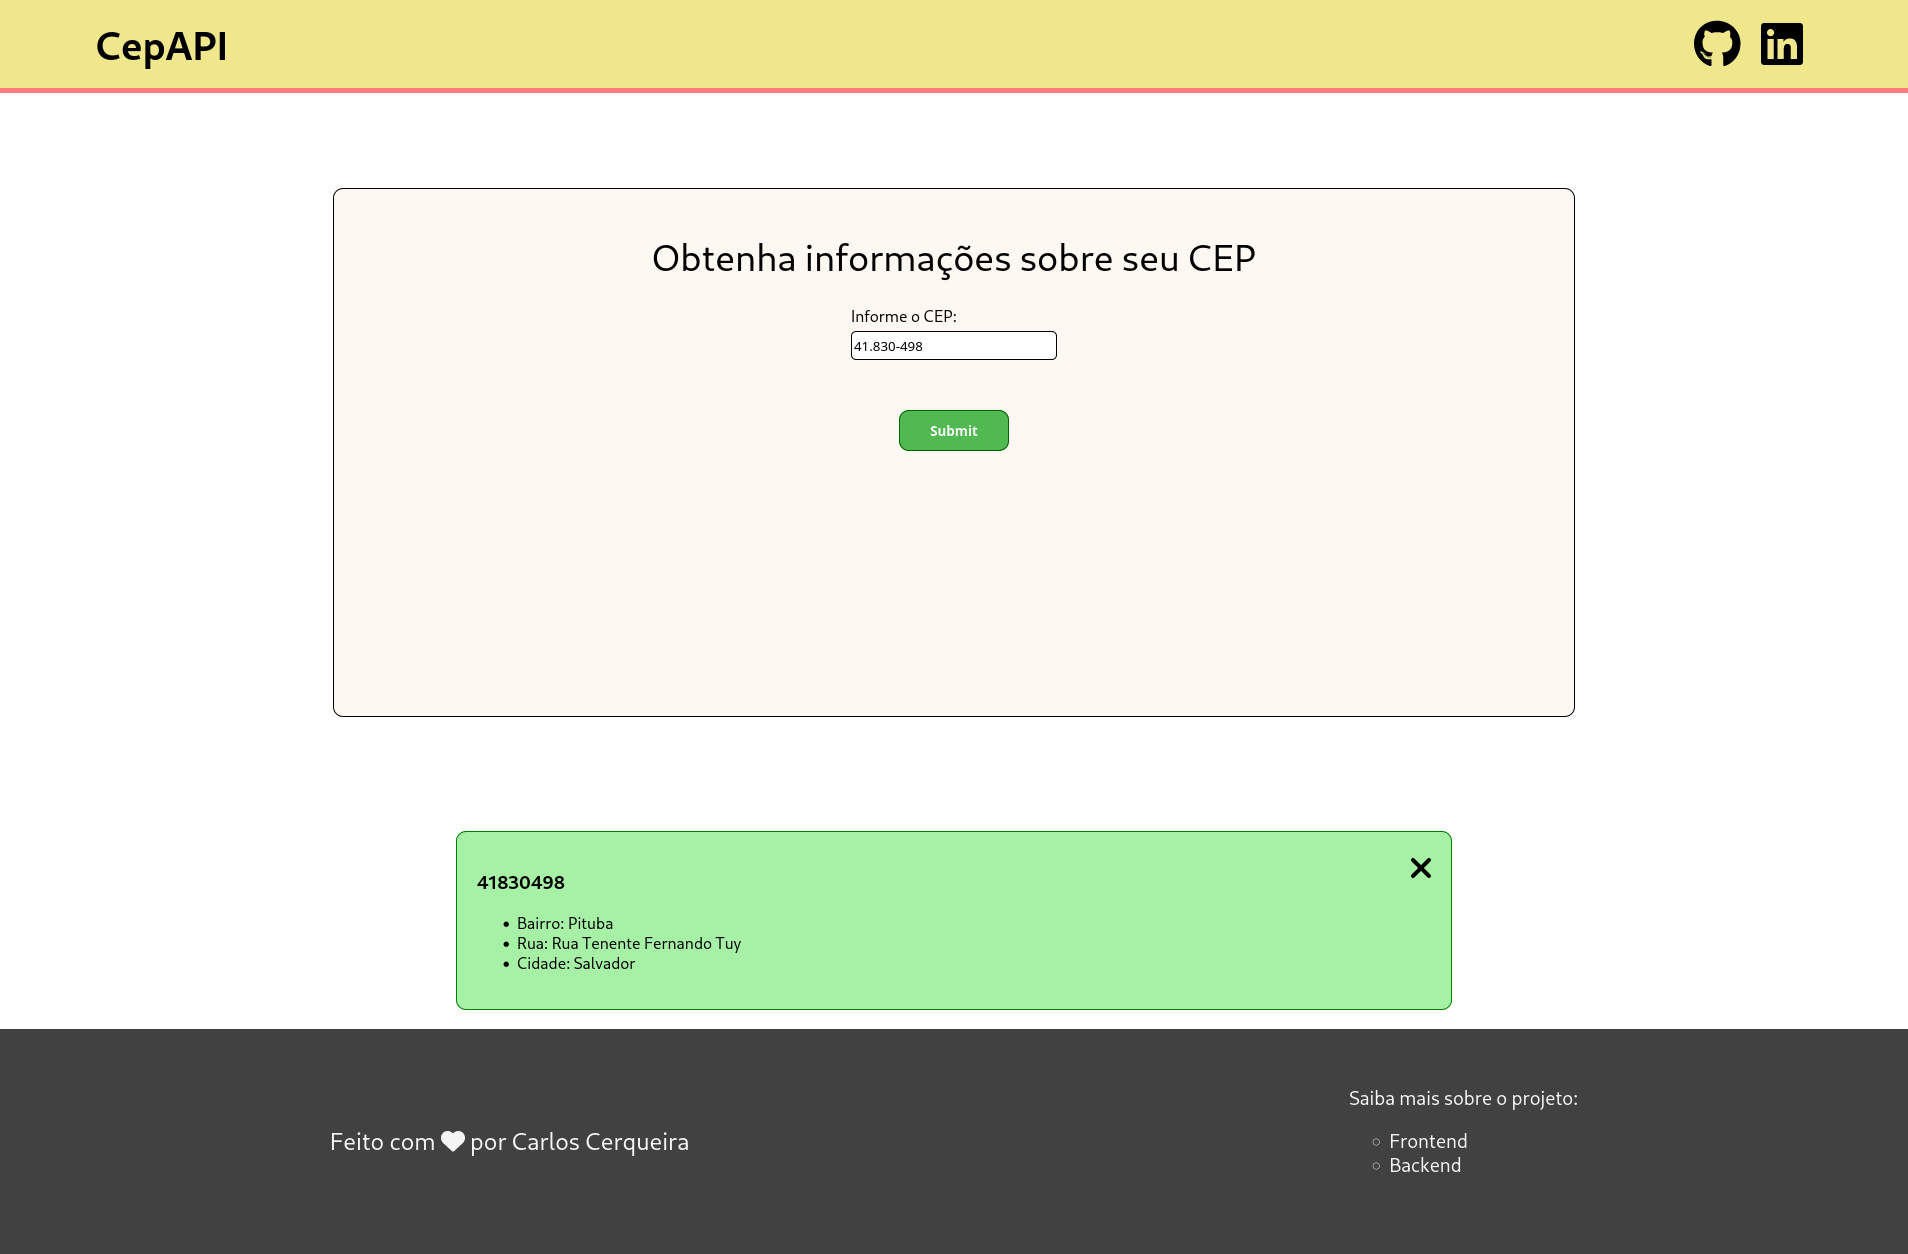 CepAPI
Obtenha informações sobre seu CEP
Informe o CEP:
41.830-498
Submit
41830498
Bairro: Pituba
Rua: Rua Tenente Fernando Tuy
Cidade: Salvador
Feito com por Carlos Cerqueira
Saiba mais sobre o projeto:
Frontend
Backend